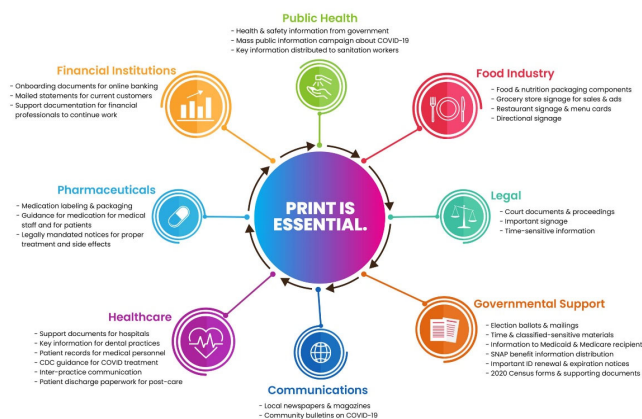 Public Health
- Health & safety information from government
- Mass public information campaign about COVID-19
- Key information distributed to sanitation workers
Financial Institutions
- Onboarding documents for online banking
- Mailed statements for current customers
- Support documentation for financial
professionals to continue work
Food Industry
- Food & nutrition packaging components
- Grocery store signage for sales & ads
- Restaurant signage & menu cards
- Directional signage
Pharmaceuticals
- Medication labeling & packaging
- Guidance for medication for medical
staff and for patients
- Legally mandated notices for proper
treatment and side effects
PRINT IS
ESSENTIAL.
Legal
- Court documents & proceedings
- Important signage
- Time-sensitive information
Healthcare
- Support documents for hospitals
- Key information for dental practices
- Patient records for medical personnel
- CDC guidance for COVID treatment
- Inter-practice communication
- Patient discharge paperwork for post-care
Communications
- Local newspapers & magazines
- Community bulletins on COVID-19
Governmental Support
- Election ballots & mailings
- Time & classified-sensitive materials
- Information to Medicaid & Medicare recipient
- SNAP benefit information distribution
- Important ID renewal & expiration notices
- 2020 Census forms & supporting documents